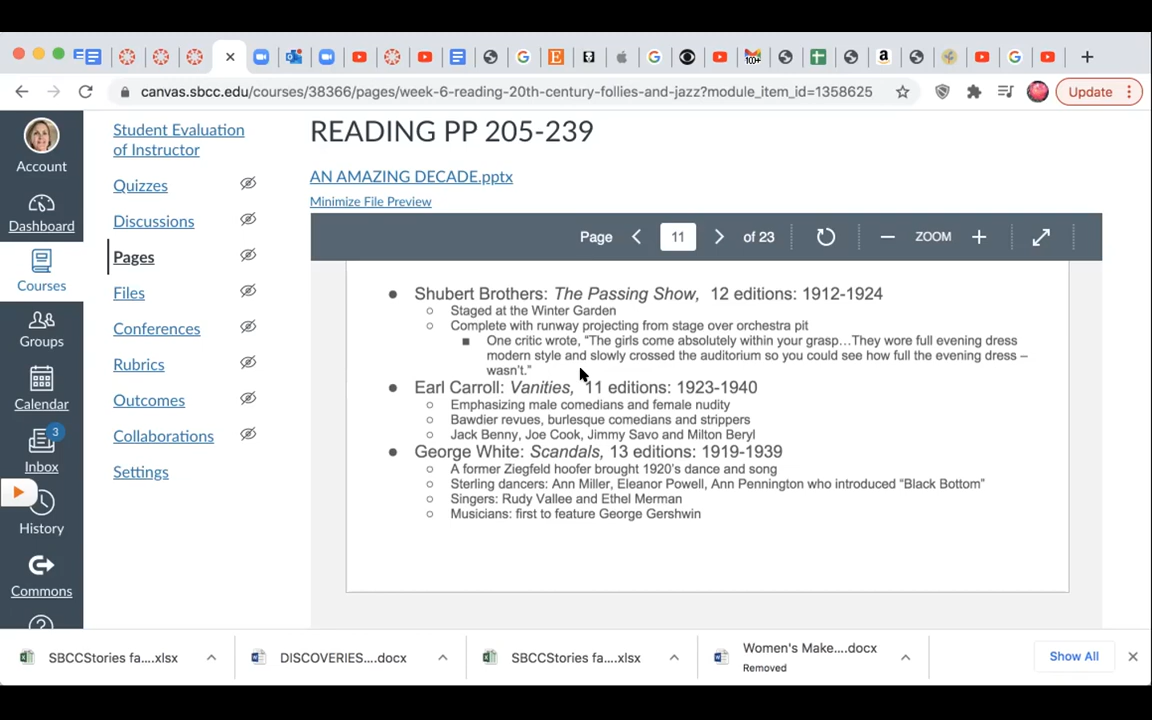 canvas.sbcc.edu/courses/38366/pages/week-6-reading-20th-century-follies-and-jazz?module_item_id=1358625
Update
Account
Dashboard
Courses
Groups
Calendar
3
Inbox
History
Commons
Student Evaluation
of Instructor
Quizzes
Discussions
Pages
Files
Conferences
Rubrics
Outcomes
Collaborations
Settings
READING PP 205-239
AN AMAZING DECADE.pptx
Minimize File Preview
Page 11 of 23 ZOOM
Shubert Brothers: The Passing Show, 12 editions: 1912-1924
Staged at the Winter Garden
Complete with runway projecting from stage over orchestra pit
One critic wrote, “The girls come absolutely within your grasp…They wore full evening dress
modern style and slowly crossed the auditorium so you could see how full the evening dress –
wasn’t.”
Earl Carroll: Vanities, 11 editions: 1923-1940
Emphasizing male comedians and female nudity
Bawdier revues, burlesque comedians and strippers
Jack Benny, Joe Cook, Jimmy Savo and Milton Beryl
George White: Scandals, 13 editions: 1919-1939
A former Ziegfeld hoofer brought 1920’s dance and song
Sterling dancers: Ann Miller, Eleanor Powell, Ann Pennington who introduced “Black Bottom”
Singers: Rudy Vallee and Ethel Merman
Musicians: first to feature George Gershwin
SBCCStories fa....xlsx
DISCOVERIES....docx
SBCCStories fa....xlsx
Women's Make....docx
Removed
Show All